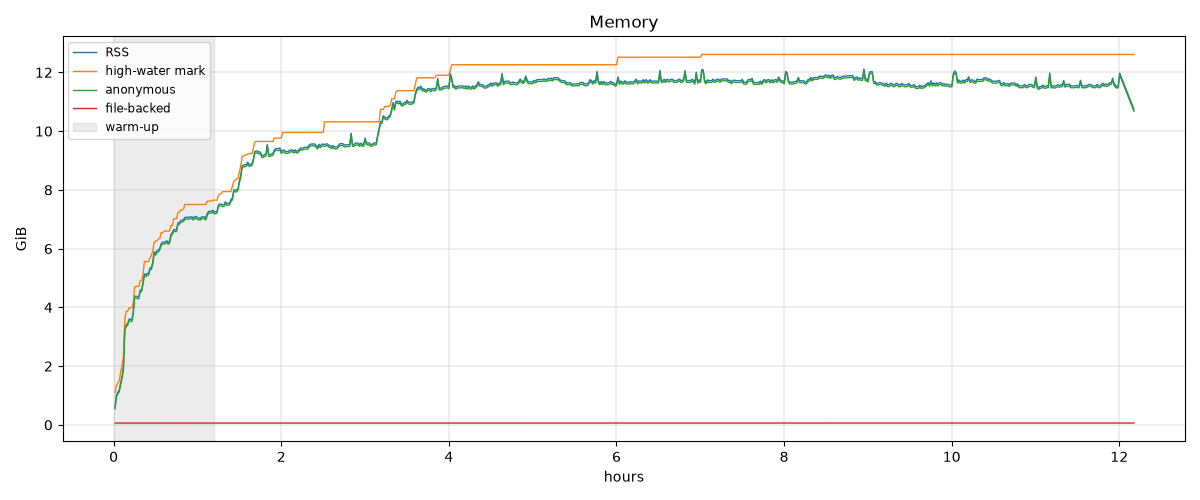 Memory
RSS
high-water mark
anonymous
file-backed
warm-up
GiB
12
10
8
6
4
2
0
0 2 4 6 8 10 12
hours